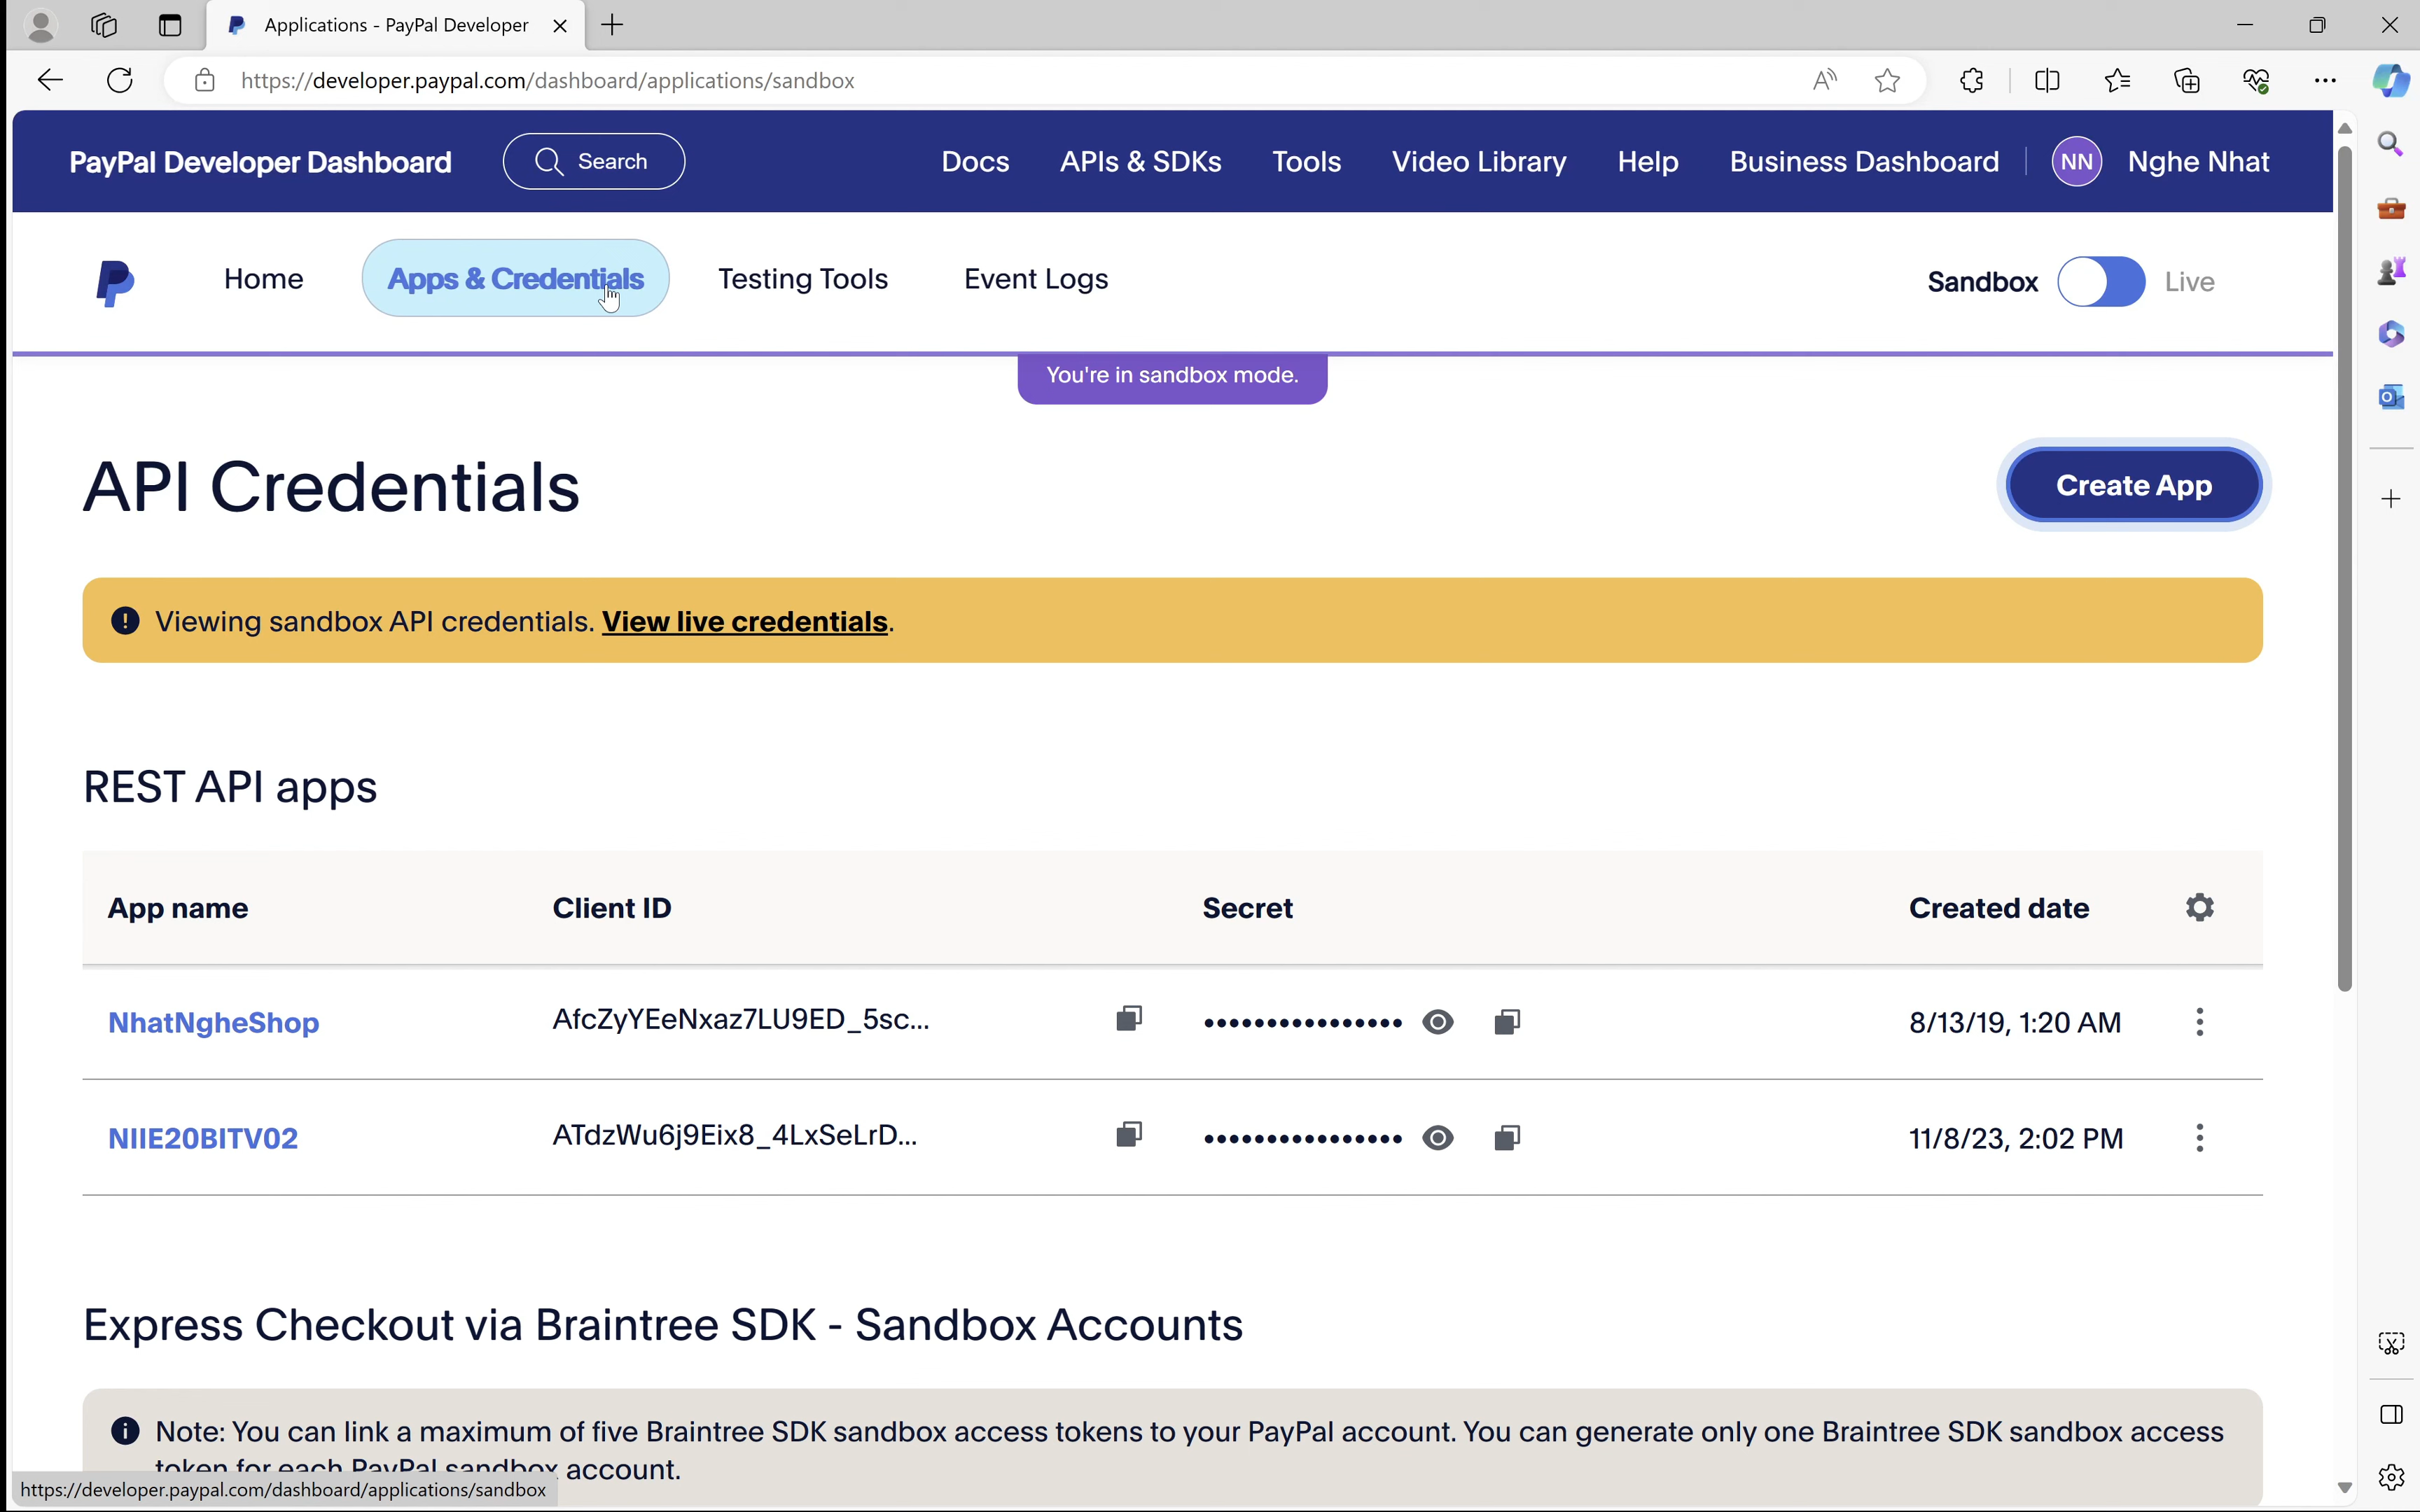 Applications - PayPal Developer
https://developer.paypal.com/dashboard/applications/sandbox
PayPal Developer Dashboard
Search
Docs
APIs & SDKs
Tools
Video Library
Help
Business Dashboard
NN
Nghe Nhat
Home
Apps & Credentials
Testing Tools
Event Logs
Sandbox
Live
You're in sandbox mode.
API Credentials
Create App
Viewing sandbox API credentials. View live credentials.
REST API apps
App name
Client ID
Secret
Created date
NhatNgheShop
AfcZyYEeNxaz7LU9ED_5sc...
••••••••••••••••
8/13/19, 1:20 AM
NIIE20BITV02
ATdzWu6j9Eix8_4LxSeLrD...
••••••••••••••••
11/8/23, 2:02 PM
Express Checkout via Braintree SDK - Sandbox Accounts
Note: You can link a maximum of five Braintree SDK sandbox access tokens to your PayPal account. You can generate only one Braintree SDK sandbox access
token for each PayPal sandbox account.
https://developer.paypal.com/dashboard/applications/sandbox